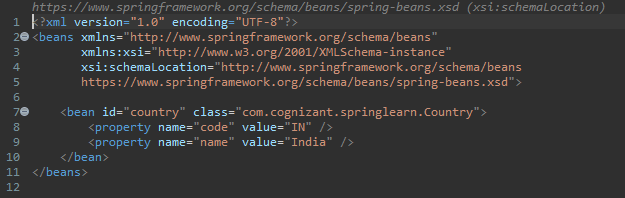 https://www.springframework.org/schema/beans/spring-beans.xsd (xsi:schemaLocation)
1 <?xml version="1.0" encoding="UTF-8"?>
2 <beans xmlns="http://www.springframework.org/schema/beans"
3 xmlns:xsi="http://www.w3.org/2001/XMLSchema-instance"
4 xsi:schemaLocation="http://www.springframework.org/schema/beans
5 https://www.springframework.org/schema/beans/spring-beans.xsd">
6
7 <bean id="country" class="com.cognizant.springlearn.Country">
8 <property name="code" value="IN" />
9 <property name="name" value="India" />
10 </bean>
11 </beans>
12